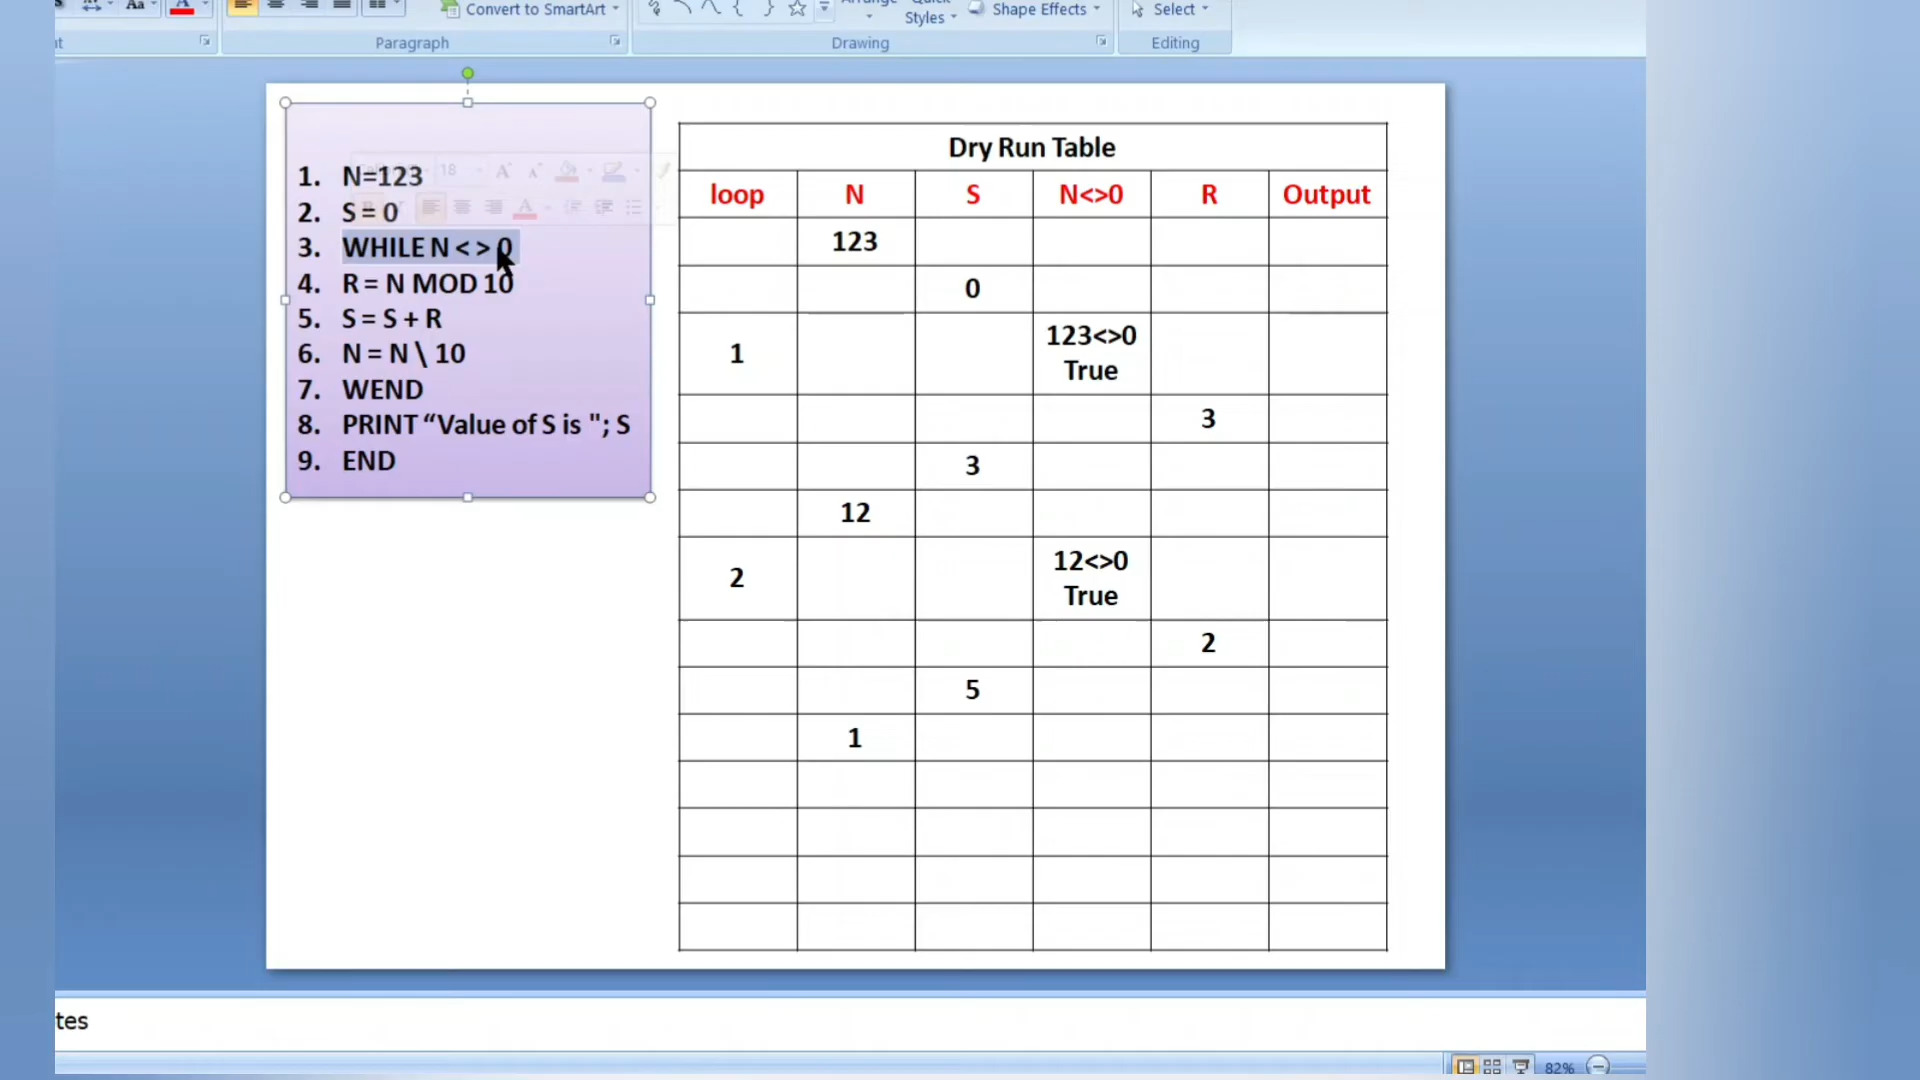 Aa
Convert to SmartArt
Styles
Shape Effects
Select
Paragraph
Drawing
Editing
1. N=123
2. S = 0
3. WHILE N < > 0
4. R = N MOD 10
5. S = S + R
6. N = N \ 10
7. WEND
8. PRINT “Value of S is "; S
9. END
18
Dry Run Table
loop N S N<>0 R Output
123
0
1 123<>0
True
3
3
12
2 12<>0
True
2
5
1
tes
82%